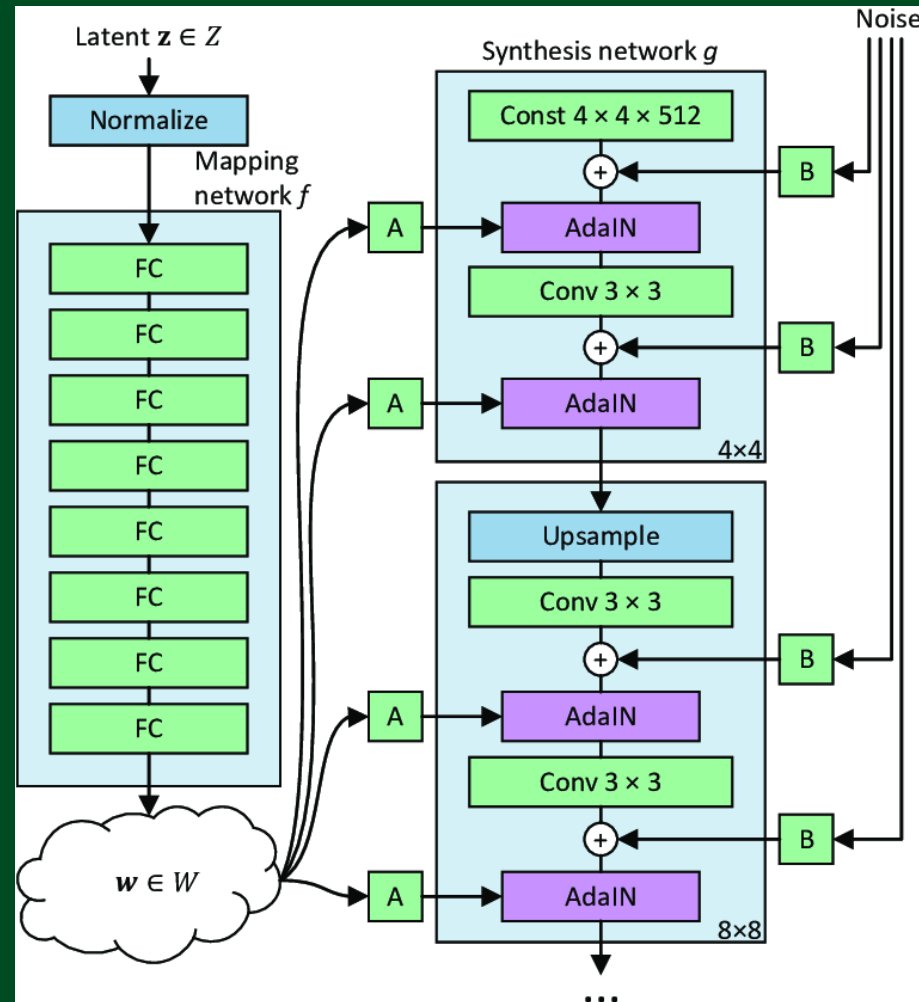 Latent z ∈ Z
Normalize
Mapping
network f
FC
FC
FC
FC
FC
FC
FC
FC
w ∈ W
Synthesis network g
Noise
Const 4 × 4 × 512
+
B
A
AdaIN
Conv 3 × 3
+
B
A
AdaIN
4×4
Upsample
Conv 3 × 3
+
B
A
AdaIN
Conv 3 × 3
+
B
A
AdaIN
8×8
...